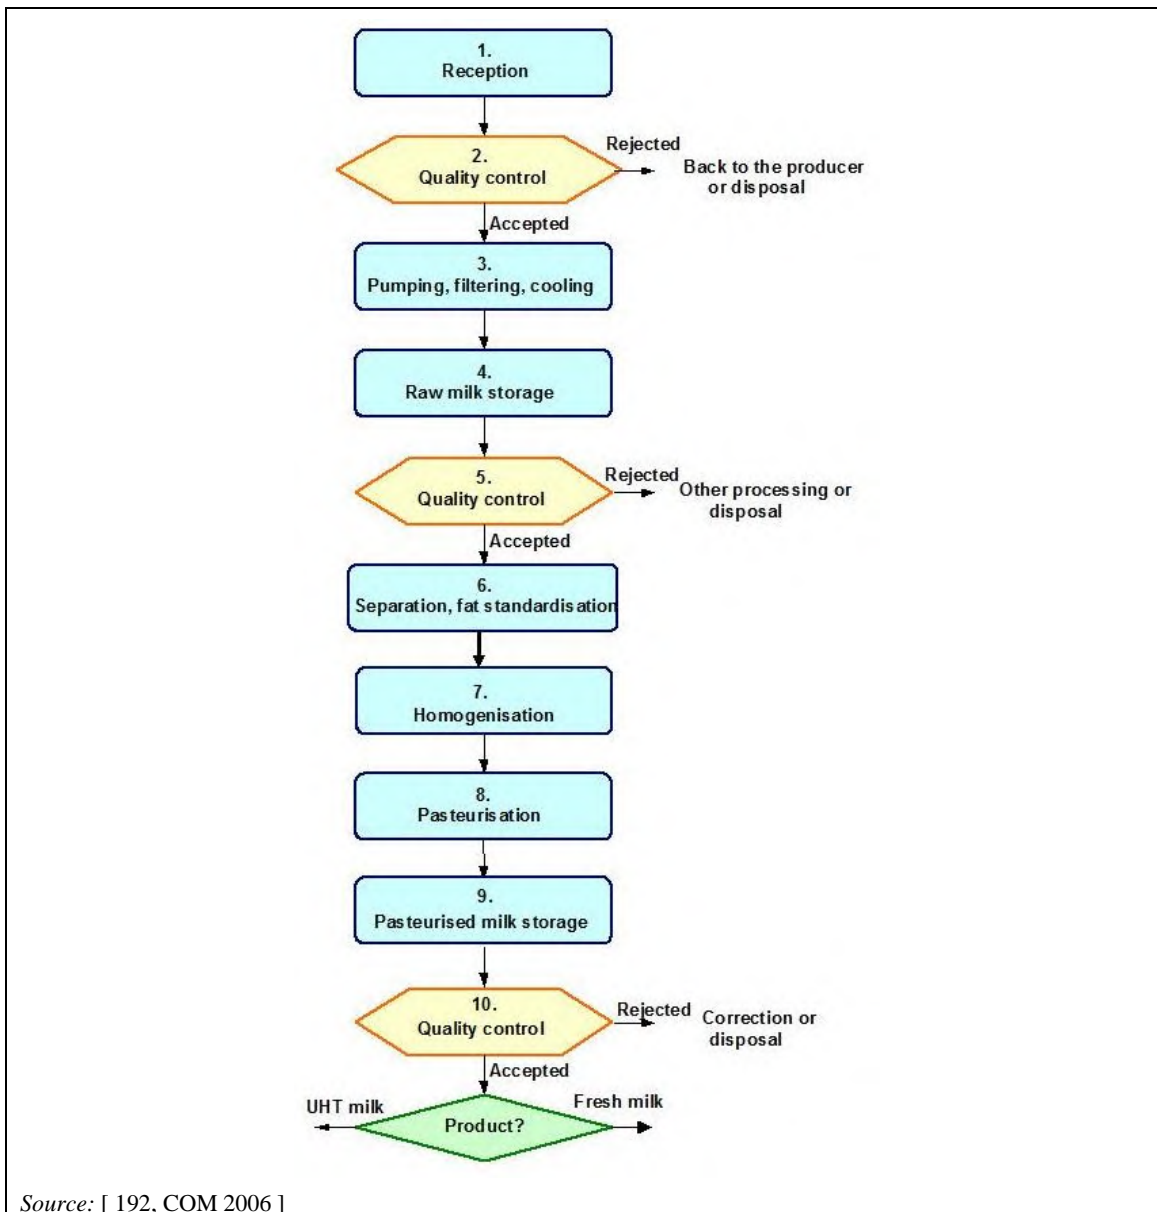 1.
Reception
2.
Quality control
Rejected
Back to the producer
or disposal
Accepted
3.
Pumping, filtering, cooling
4.
Raw milk storage
5.
Quality control
Rejected
Other processing or
disposal
Accepted
6.
Separation, fat standardisation
7.
Homogenisation
8.
Pasteurisation
9.
Pasteurised milk storage
10.
Quality control
Rejected
Correction or
disposal
Accepted
UHT milk
Product?
Fresh milk
Source: [ 192, COM 2006 ]